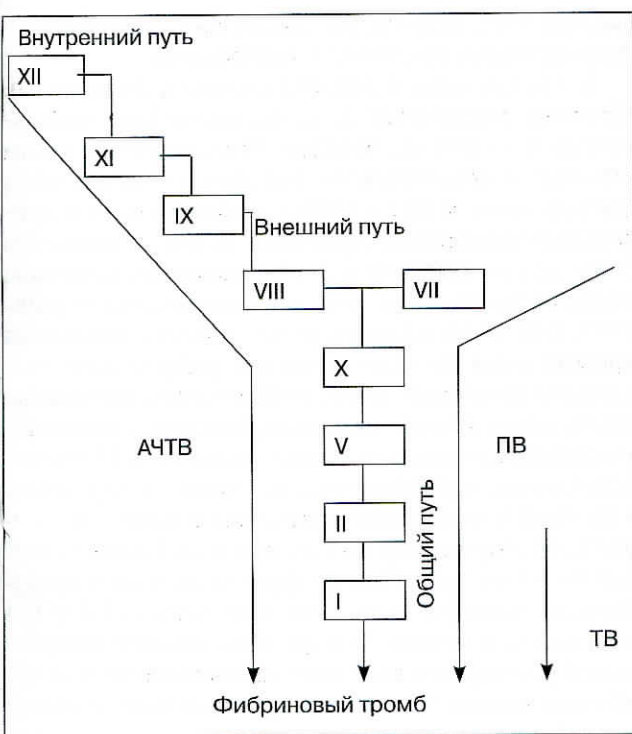 Внутренний путь
XII
XI
IX
Внешний путь
VIII
VII
X
АЧТВ
V
ПВ
II
Общий путь
I
ТВ
Фибриновый тромб